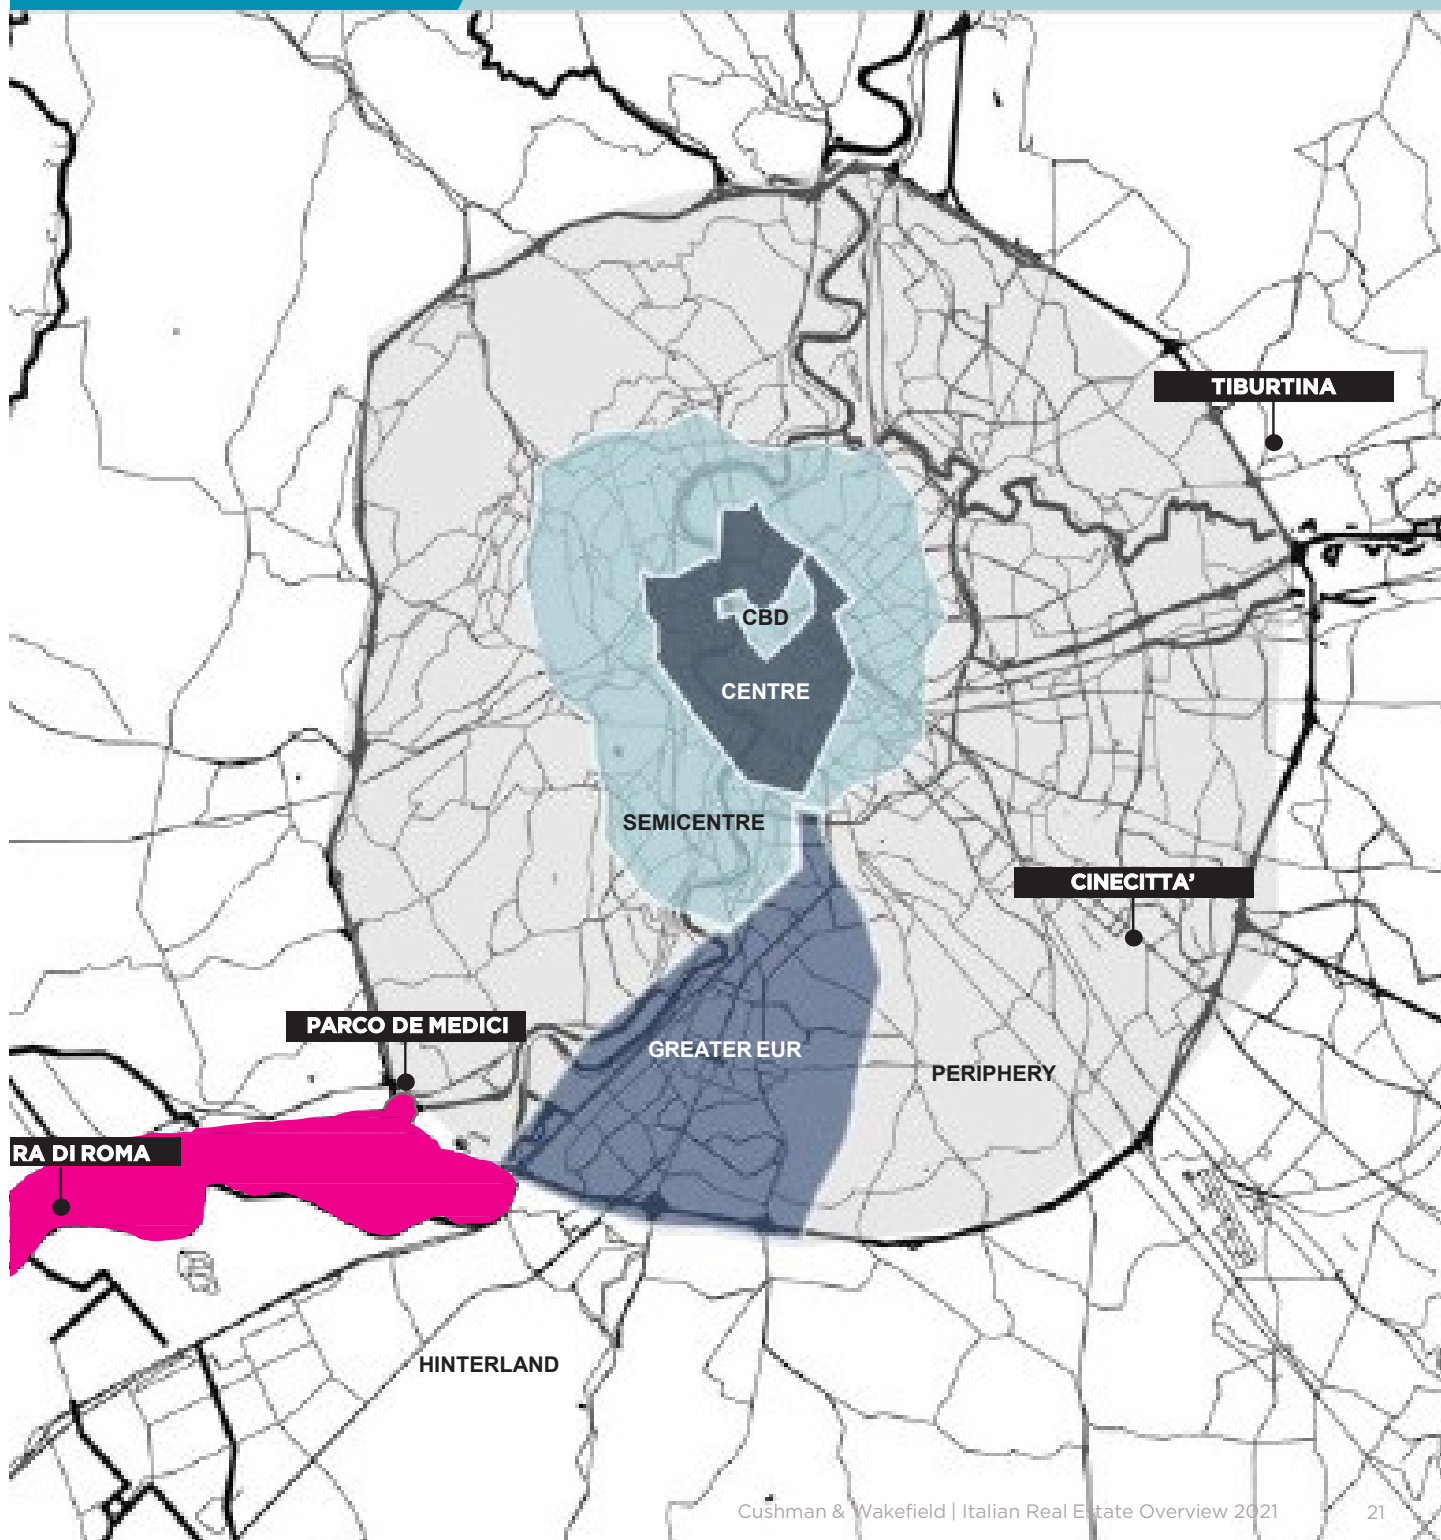 TIBURTINA
CBD
CENTRE
SEMICENTRE
CINECITTA’
PARCO DE MEDICI
GREATER EUR
PERIPHERY
RA DI ROMA
HINTERLAND
Cushman & Wakefield | Italian Real Estate Overview 2021 21